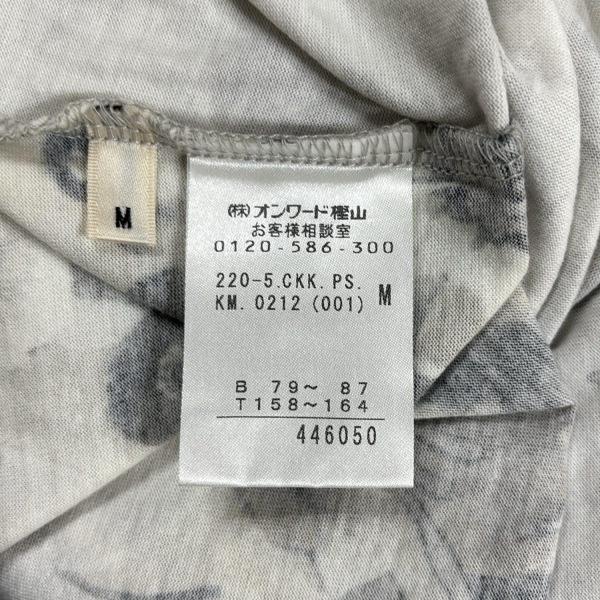 M
(株)オンワード樫山
お客様相談室
0120-586-300
220-5.CKK.PS.
KM.0212(001) M
B 79～ 87
T158～164
446050